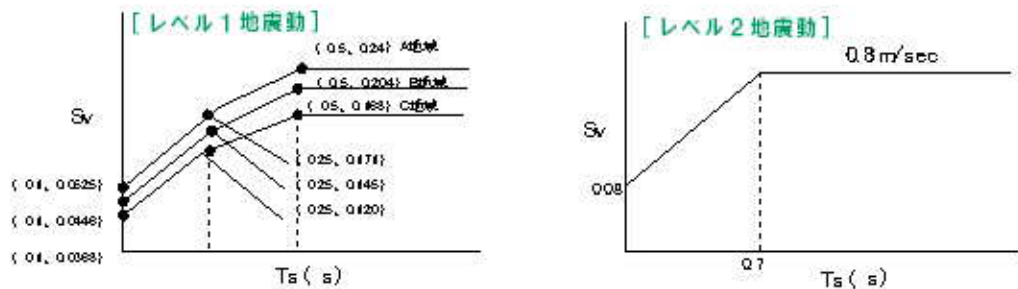 [レベル1地震動]
(0.5、0.24) A地域
(0.5、0.204) B地域
(0.5、0.168) C地域
Sv
(0.25、0.171)
(0.25、0.145)
(0.25、0.120)
(0.1、0.0525)
(0.1、0.0446)
(0.1、0.0368)
Ts( s)
[レベル2地震動]
0.8m/sec
Sv
0.08
0.7
Ts( s)